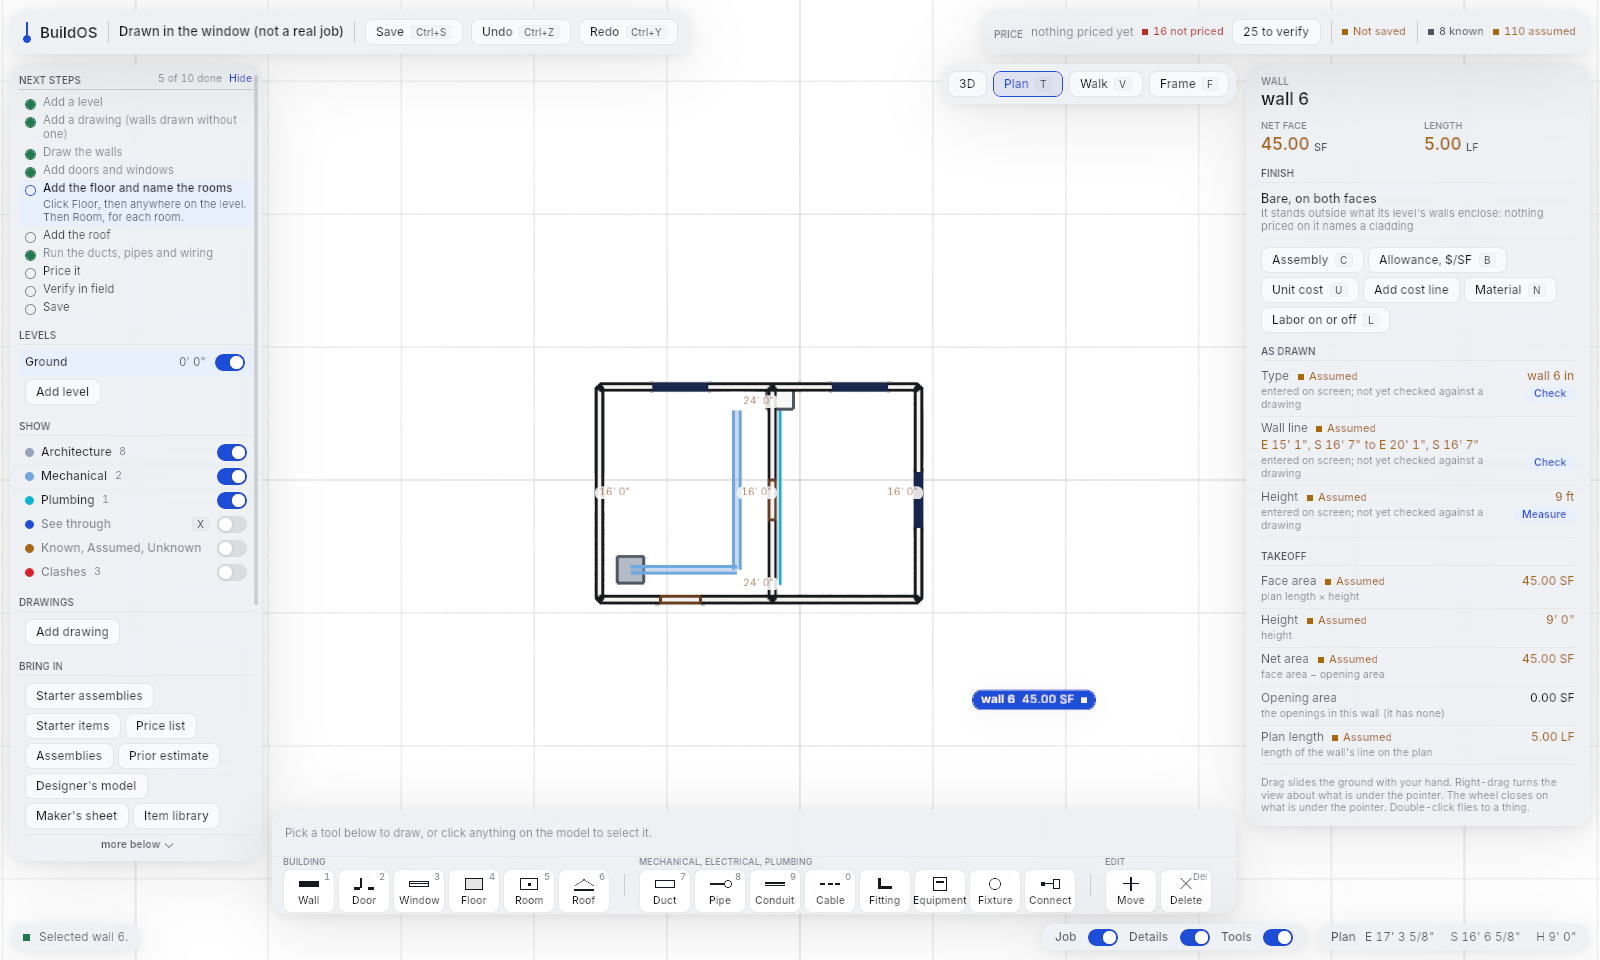 BuildOS
Drawn in the window (not a real job)
Save Ctrl+S
Undo Ctrl+Z
Redo Ctrl+Y
PRICE nothing priced yet
16 not priced
25 to verify
Not saved
8 known
110 assumed
NEXT STEPS
5 of 10 done
Hide
Add a level
Add a drawing (walls drawn without
one)
Draw the walls
Add doors and windows
Add the floor and name the rooms
Click Floor, then anywhere on the level.
Then Room, for each room.
Add the roof
Run the ducts, pipes and wiring
Price it
Verify in field
Save
LEVELS
Ground 0' 0"
Add level
SHOW
Architecture 8
Mechanical 2
Plumbing 1
See through X
Known, Assumed, Unknown
Clashes 3
DRAWINGS
Add drawing
BRING IN
Starter assemblies
Starter items
Price list
Assemblies
Prior estimate
Designer's model
Maker's sheet
Item library
more below
3D
Plan T
Walk V
Frame F
24' 0"
16' 0"
16' 0"
16' 0"
24' 0"
wall 6 45.00 SF
WALL
wall 6
NET FACE
45.00 SF
LENGTH
5.00 LF
FINISH
Bare, on both faces
It stands outside what its level's walls enclose: nothing
priced on it names a cladding
Assembly C
Allowance, $/SF B
Unit cost U
Add cost line
Material N
Labor on or off L
AS DRAWN
Type Assumed wall 6 in
entered on screen; not yet checked against a
drawing
Check
Wall line Assumed
E 15' 1", S 16' 7" to E 20' 1", S 16' 7"
entered on screen; not yet checked against a
drawing
Check
Height Assumed 9 ft
entered on screen; not yet checked against a
drawing
Measure
TAKEOFF
Face area Assumed 45.00 SF
plan length × height
Height Assumed 9' 0"
height
Net area Assumed 45.00 SF
face area − opening area
Opening area 0.00 SF
the openings in this wall (it has none)
Plan length Assumed 5.00 LF
length of the wall's line on the plan
Drag slides the ground with your hand. Right-drag turns the
view about what is under the pointer. The wheel closes on
what is under the pointer. Double-click flies to a thing.
Pick a tool below to draw, or click anything on the model to select it.
BUILDING
Wall 1
Door 2
Window 3
Floor 4
Room 5
Roof 6
MECHANICAL, ELECTRICAL, PLUMBING
Duct 7
Pipe 8
Conduit 9
Cable 0
Fitting
Equipment
Fixture
Connect
EDIT
Move
Delete Del
Selected wall 6.
Job
Details
Tools
Plan E 17' 3 5/8" S 16' 6 5/8" H 9' 0"